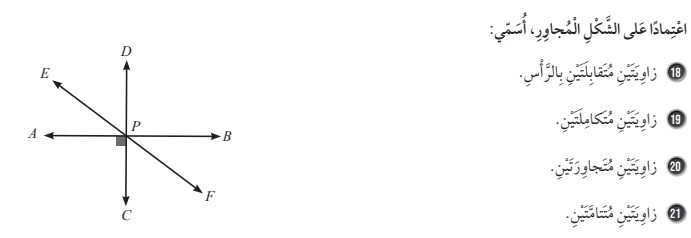 اعْتِمادًا عَلى الشَّكْلِ الْمُجاوِرِ، أُسَمّي:
18 زاوِيَتَيْنِ مُتَقابِلَتَيْنِ بِالرَّأْسِ.
19 زاوِيَتَيْنِ مُتَكامِلَتَيْنِ.
20 زاوِيَتَيْنِ مُتَجاوِرَتَيْنِ.
21 زاوِيَتَيْنِ مُتَتامَّتَيْنِ.
D
E
P
A
B
F
C